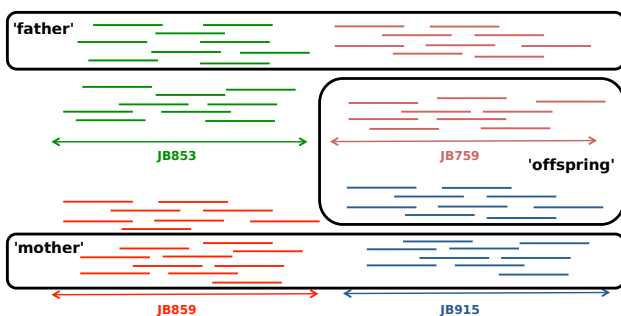 'father'
JB853
JB759
'offspring'
'mother'
JB859
JB915